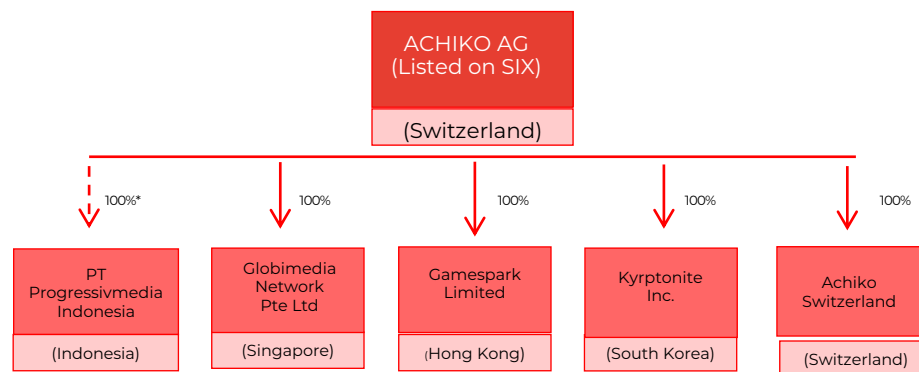 ACHIKO AG
(Listed on SIX)
(Switzerland)
100%*
100%
100%
100%
100%
PT
Progressivmedia
Indonesia
(Indonesia)
Globimedia
Network
Pte Ltd
(Singapore)
Gamespark
Limited
(Hong Kong)
Kyrptonite
Inc.
(South Korea)
Achiko
Switzerland
(Switzerland)